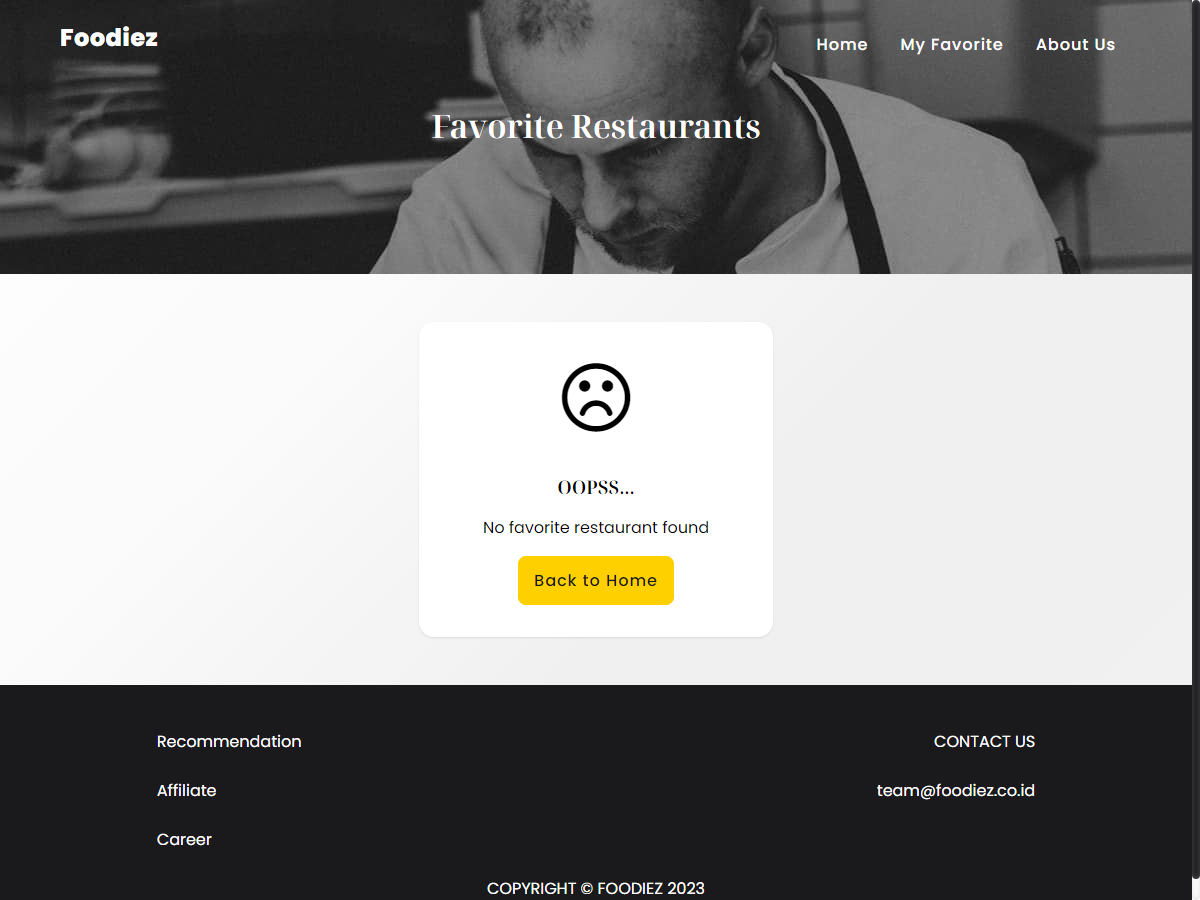 Foodiez
Home
My Favorite
About Us
Favorite Restaurants
OOPSS...
No favorite restaurant found
Back to Home
Recommendation
CONTACT US
Affiliate
team@foodiez.co.id
Career
COPYRIGHT © FOODIEZ 2023